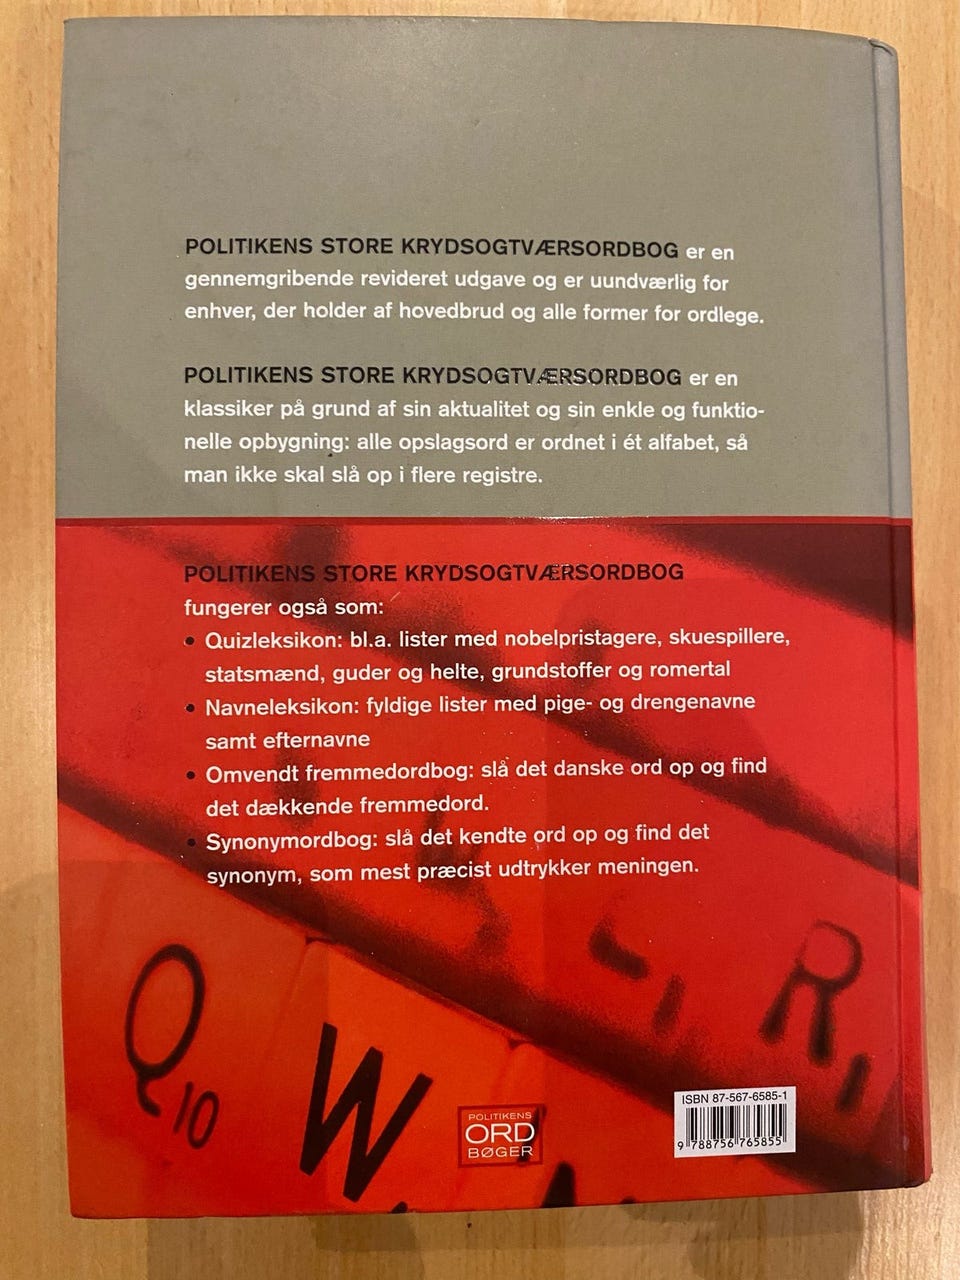 POLITIKENS STORE KRYDSOGTVÆRSORDBOG er en
gennemgribende revideret udgave og er uundværlig for
enhver, der holder af hovedbrud og alle former for ordlege.
POLITIKENS STORE KRYDSOGTVÆRSORDBOG er en
klassiker på grund af sin aktualitet og sin enkle og funktio-
nelle opbygning: alle opslagsord er ordnet i ét alfabet, så
man ikke skal slå op i flere registre.
POLITIKENS STORE KRYDSOGTVÆRSORDBOG
fungerer også som:
• Quizleksikon: bl.a. lister med nobelpristagere, skuespillere,
statsmænd, guder og helte, grundstoffer og romertal
• Navneleksikon: fyldige lister med pige- og drengenavne
samt efternavne
• Omvendt fremmedordbog: slå det danske ord op og find
det dækkende fremmedord.
• Synonymordbog: slå det kendte ord op og find det
synonym, som mest præcist udtrykker meningen.
R1
Q10
W
POLITIKENS
ORD
BØGER
ISBN 87-567-6585-1
9 788756 765855